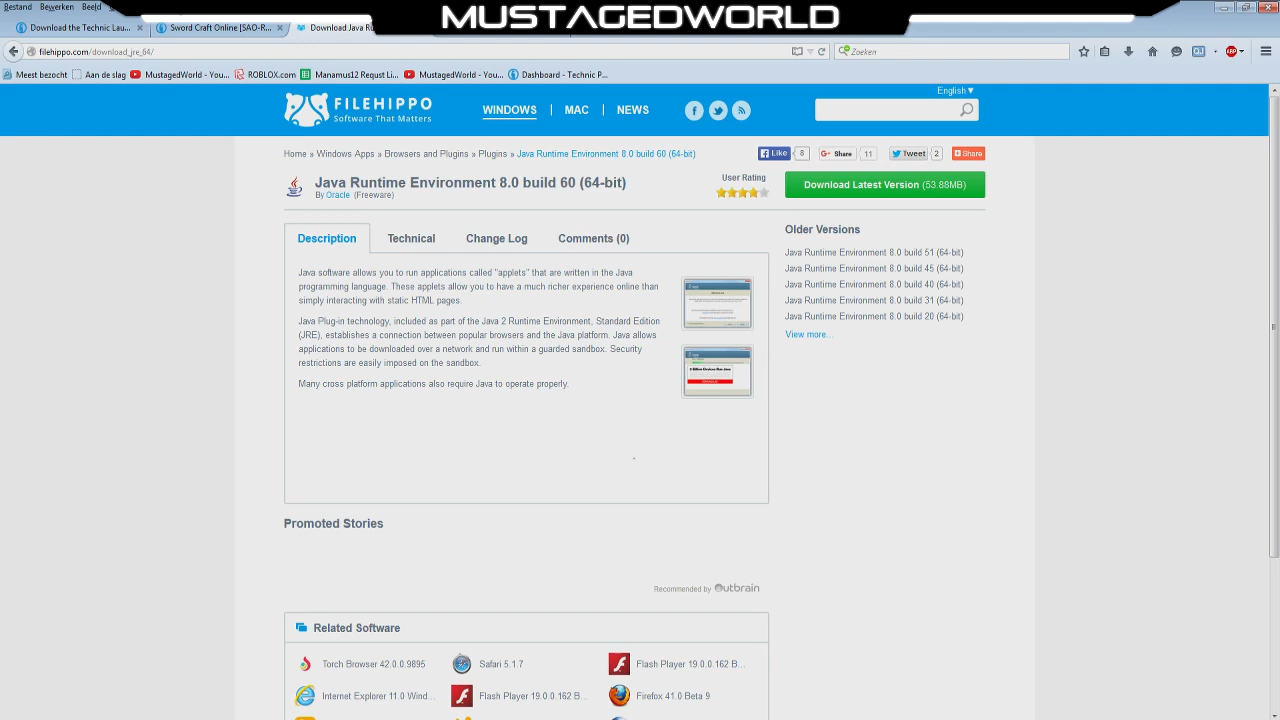 Bestand Bewerken Beeld
MUSTAGEDWORLD
Download the Technic Lau... × Sword Craft Online [SAO-R... × Download Java Ru
filehippo.com/download_jre_64/
Zoeken
Meest bezocht Aan de slag MustagedWorld - You... ROBLOX.com Manamus12 Requst Li... MustagedWorld - You... Dashboard - Technic P...
English▼
FILEHIPPO
Software That Matters
WINDOWS | MAC | NEWS
Home » Windows Apps » Browsers and Plugins » Plugins » Java Runtime Environment 8.0 build 60 (64-bit)
Like 8 Share 11 Tweet 2 Share
Java Runtime Environment 8.0 build 60 (64-bit)
By Oracle (Freeware)
User Rating
Download Latest Version (53.88MB)
Description Technical Change Log Comments (0)
Java software allows you to run applications called "applets" that are written in the Java
programming language. These applets allow you to have a much richer experience online than
simply interacting with static HTML pages.
Java Plug-in technology, included as part of the Java 2 Runtime Environment, Standard Edition
(JRE), establishes a connection between popular browsers and the Java platform. Java allows
applications to be downloaded over a network and run within a guarded sandbox. Security
restrictions are easily imposed on the sandbox.
Many cross platform applications also require Java to operate properly.
Older Versions
Java Runtime Environment 8.0 build 51 (64-bit)
Java Runtime Environment 8.0 build 45 (64-bit)
Java Runtime Environment 8.0 build 40 (64-bit)
Java Runtime Environment 8.0 build 31 (64-bit)
Java Runtime Environment 8.0 build 20 (64-bit)
View more...
Promoted Stories
Recommended by Outbrain
Related Software
Torch Browser 42.0.0.9895 Safari 5.1.7 Flash Player 19.0.0.162 B...
Internet Explorer 11.0 Wind... Flash Player 19.0.0.162 B... Firefox 41.0 Beta 9